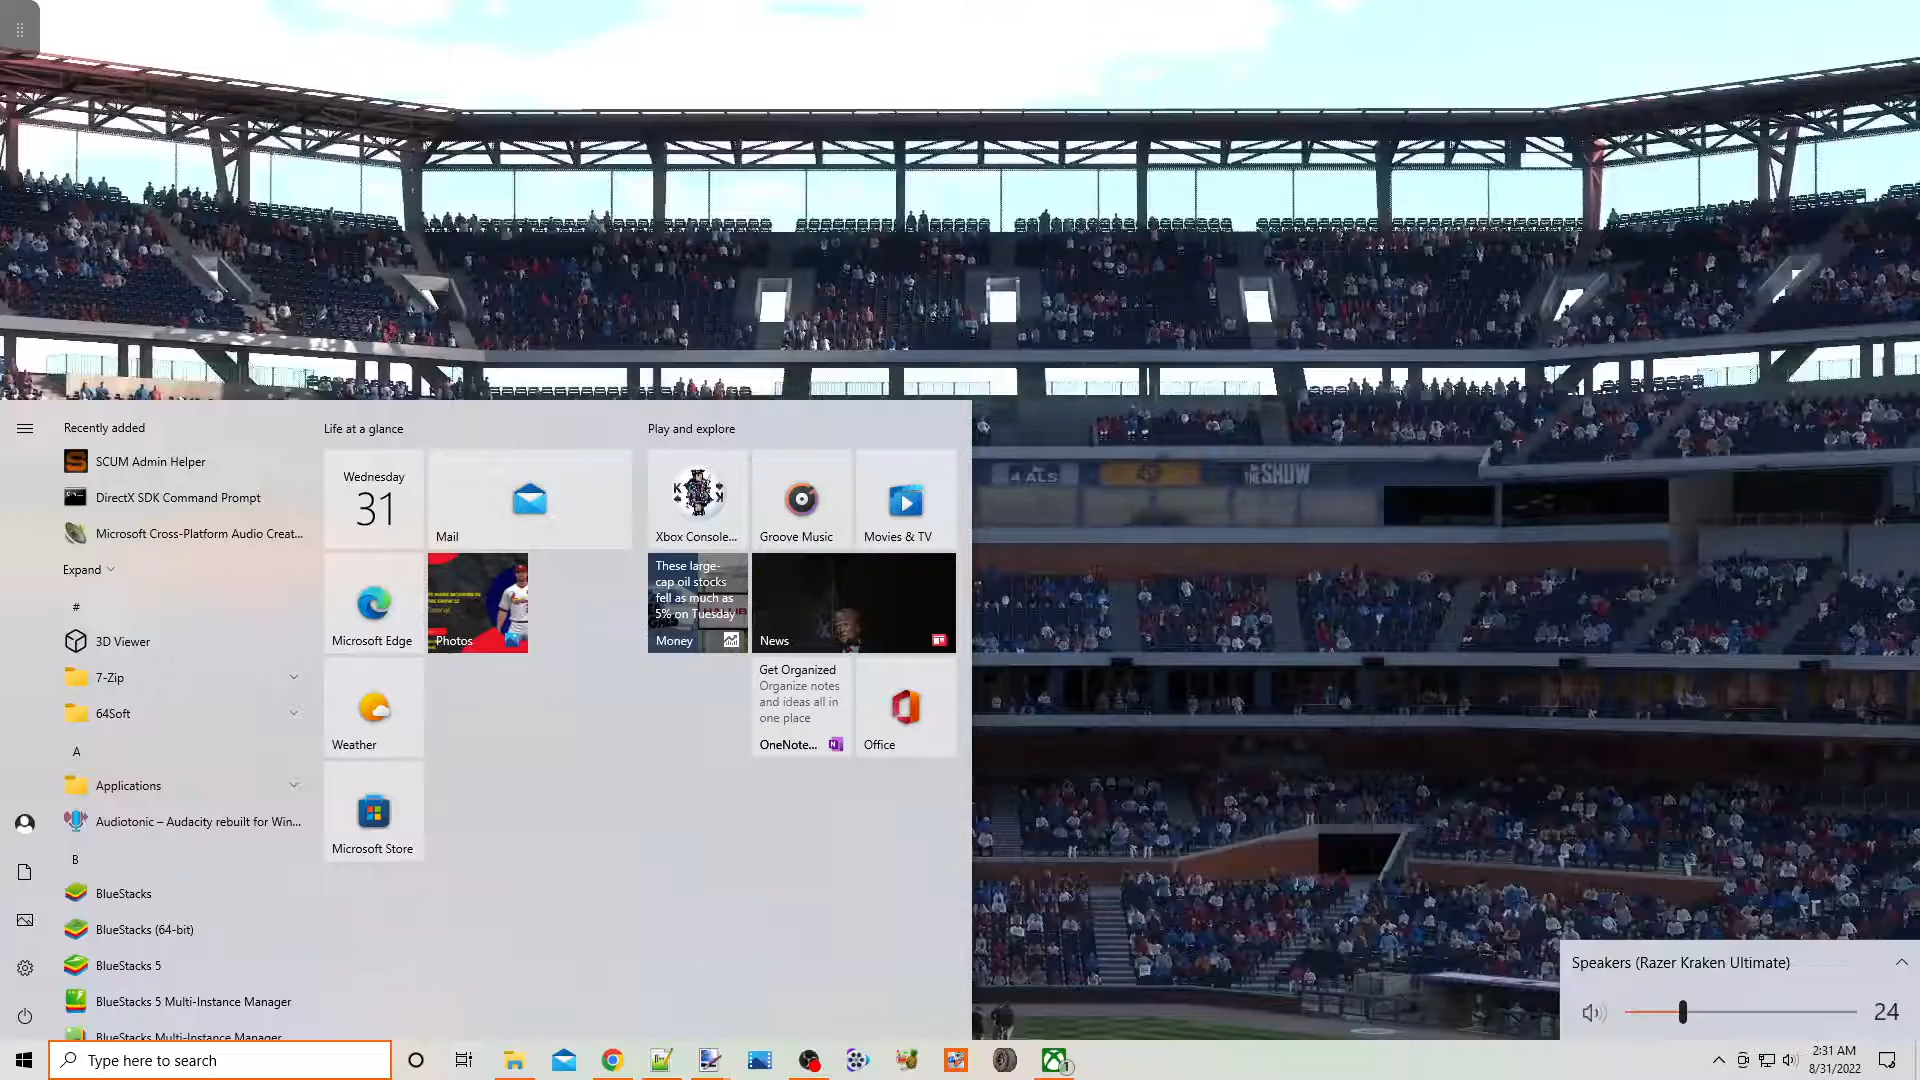 4 ALS
THE SHOW
Recently added
SCUM Admin Helper
DirectX SDK Command Prompt
Microsoft Cross-Platform Audio Creat...
Expand
#
3D Viewer
7-Zip
64Soft
A
Applications
Audiotonic – Audacity rebuilt for Win...
B
BlueStacks
BlueStacks (64-bit)
BlueStacks 5
BlueStacks 5 Multi-Instance Manager
BlueStacks Multi-Instance Manager
Life at a glance
Wednesday
31
Mail
Microsoft Edge
Photos
Weather
Microsoft Store
Play and explore
K
K
Xbox Console...
Groove Music
Movies & TV
These large-
cap oil stocks
fell as much as
5% on Tuesday
Money
News
Get Organized
Organize notes
and ideas all in
one place
OneNote...
N
Office
Speakers (Razer Kraken Ultimate)
24
Type here to search
1
2:31 AM
8/31/2022